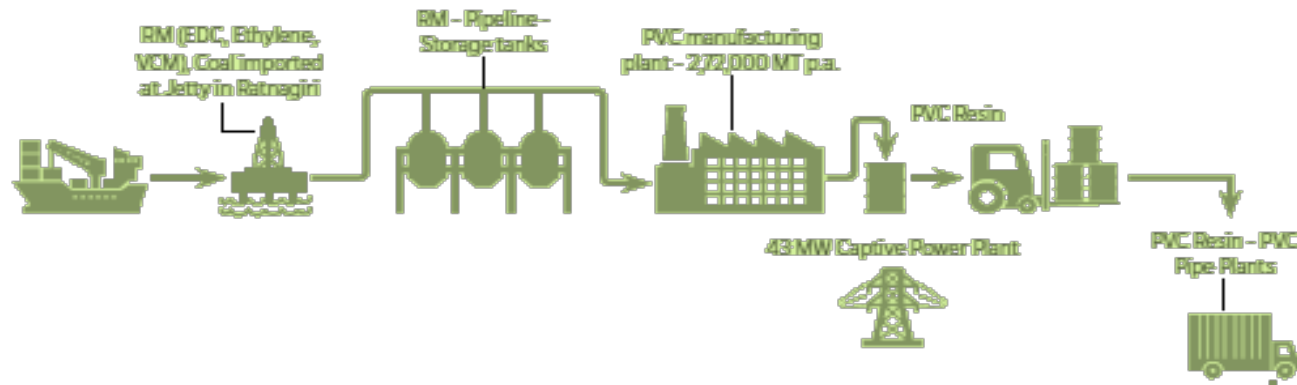 RM (EDC, Ethylene,
VCM), Coal imported
at Jetty in Ratnagiri
RM – Pipeline –
Storage tanks
PVC manufacturing
plant – 2,72,000 MT p.a.
PVC Resin
43 MW Captive Power Plant
PVC Resin – PVC
Pipe Plants